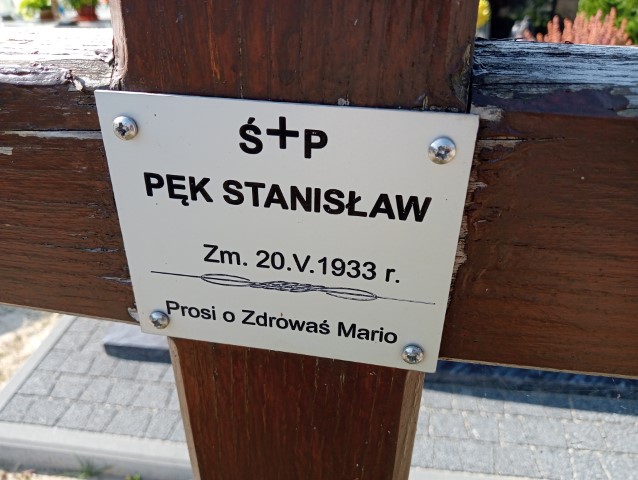 Ś+P
PĘK STANISŁAW
Zm. 20.V.1933 r.
Prosi o Zdrowaś Mario